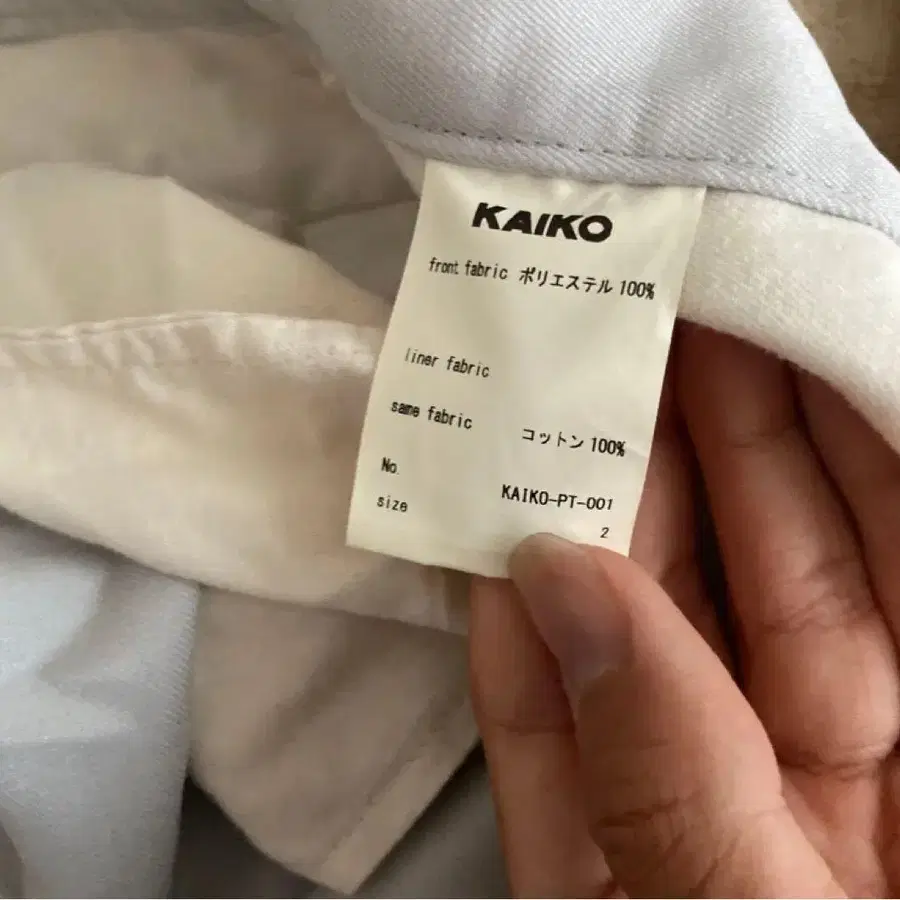 KAIKO
front fabric ポリエステル 100%
liner fabric
same fabric コットン 100%
No. KAIKO-PT-001
size 2